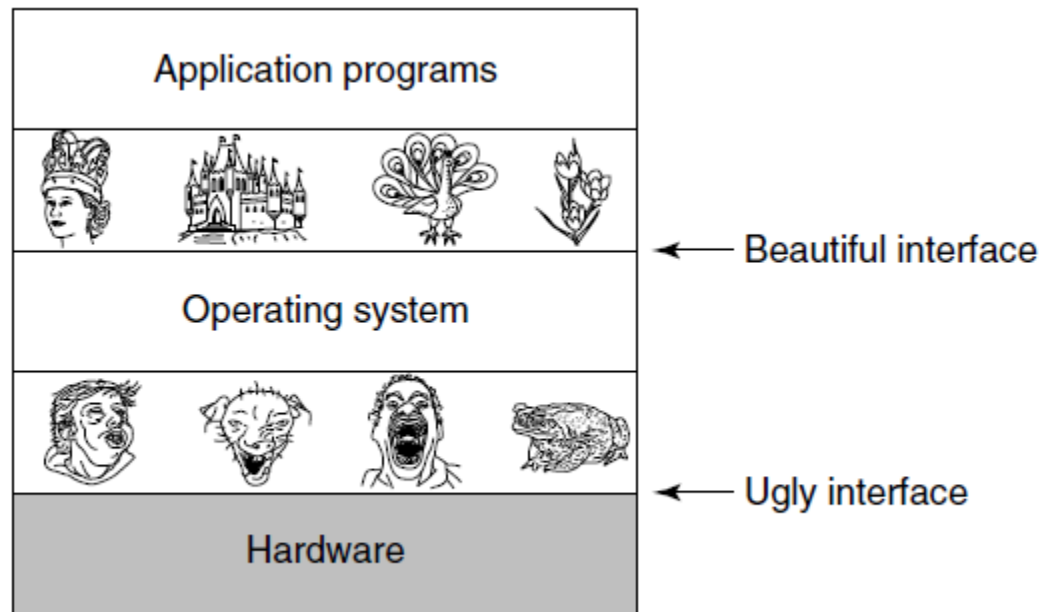 Application programs
Beautiful interface
Operating system
Ugly interface
Hardware